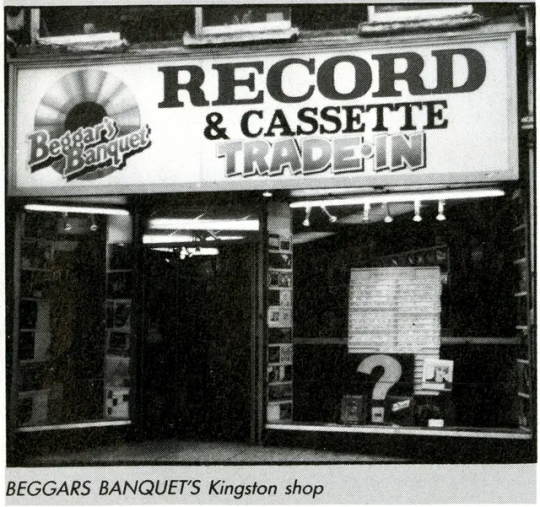 RECORD
& CASSETTE
TRADE-IN
Beggar's
Banquet
?
BEGGARS BANQUET'S Kingston shop